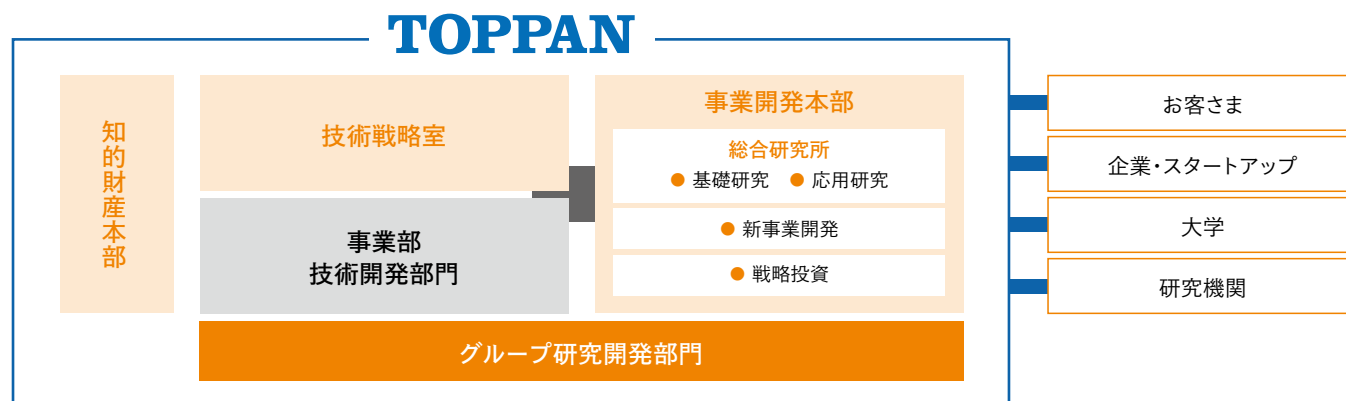 TOPPAN
知的財産本部
技術戦略室
事業部
技術開発部門
事業開発本部
総合研究所
● 基礎研究 ● 応用研究
● 新事業開発
● 戦略投資
グループ研究開発部門
お客さま
企業・スタートアップ
大学
研究機関